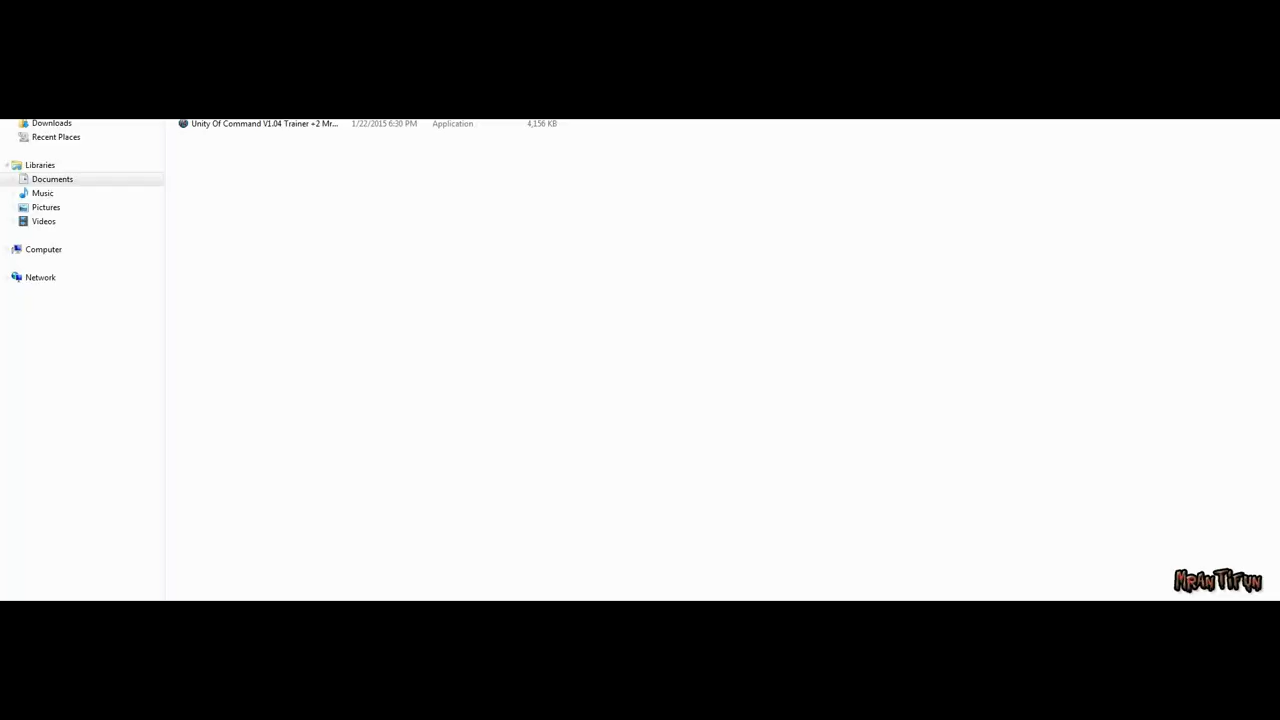 Downloads
Unity Of Command V1.04 Trainer +2 Mr... 1/22/2015 6:30 PM Application 4,156 KB
Recent Places
Libraries
Documents
Music
Pictures
Videos
Computer
Network
MrAnTiFun